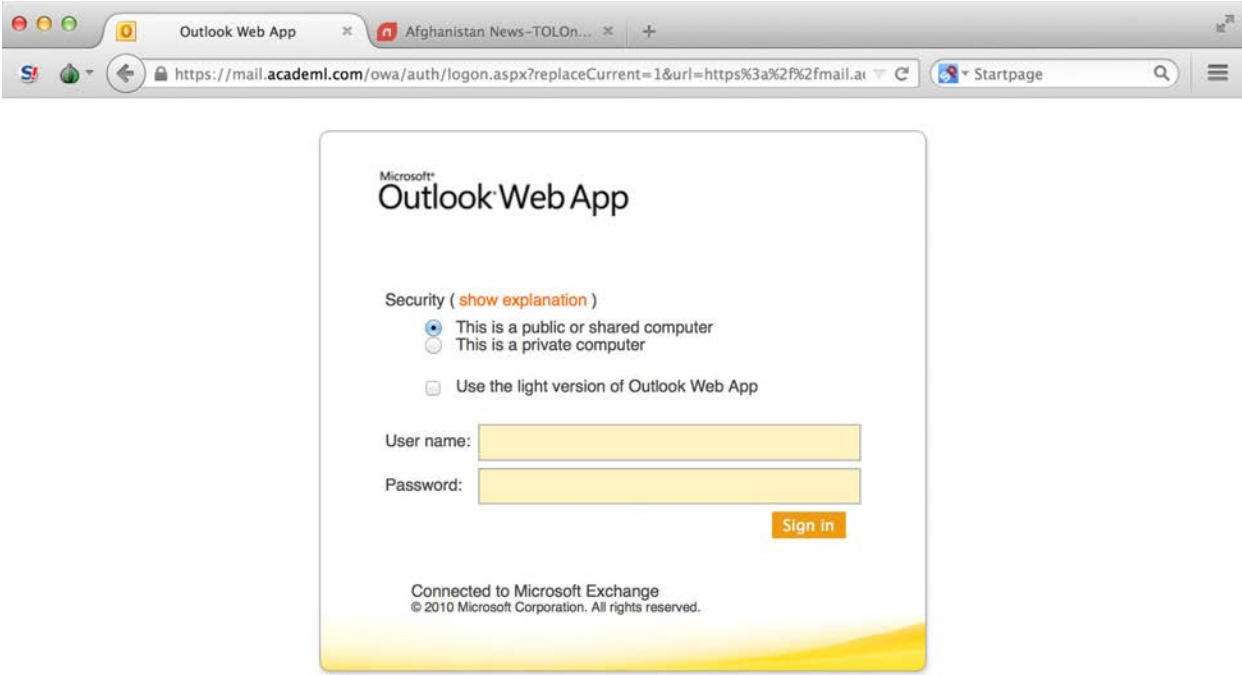 Outlook Web App
Afghanistan News-TOLOn...
https://mail.academl.com/owa/auth/logon.aspx?replaceCurrent=1&url=https%3a%2f%2fmail.a
Startpage
Microsoft®
Outlook Web App
Security ( show explanation )
This is a public or shared computer
This is a private computer
Use the light version of Outlook Web App
User name:
Password:
Sign in
Connected to Microsoft Exchange
© 2010 Microsoft Corporation. All rights reserved.